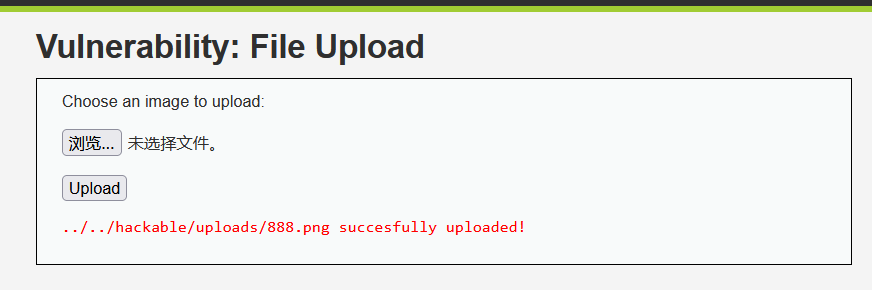 Vulnerability: File Upload
Choose an image to upload:
浏览... 未选择文件。
Upload
../../hackable/uploads/888.png succesfully uploaded!